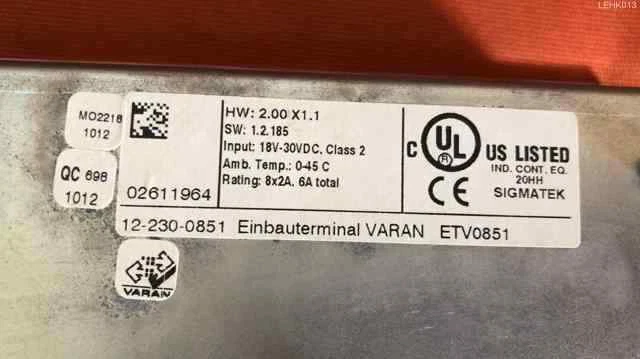 LEHK013
MO2218
1012
QC 698
1012
02611964
HW: 2.00 X1.1
SW: 1.2.185
Input: 18V-30VDC, Class 2
Amb. Temp.: 0-45 C
Rating: 8x2A, 6A total
C UL US LISTED
R
IND. CONT. EQ.
20HH
CE SIGMATEK
12-230-0851 Einbauterminal VARAN ETV0851
VARAN